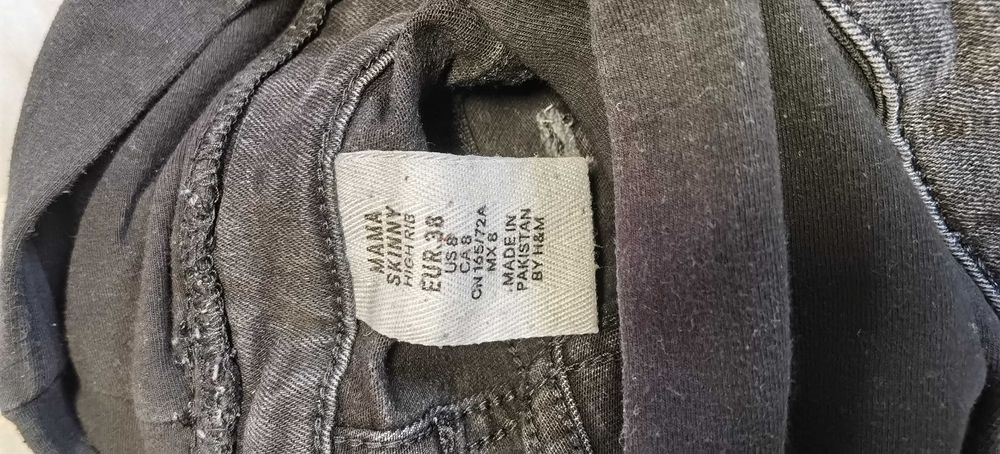 MAMA
SKINNY
HIGH RIB
EUR 38
US 8
CA 8
CN 165/72A
MX 8
MADE IN
PAKISTAN
BY H&M